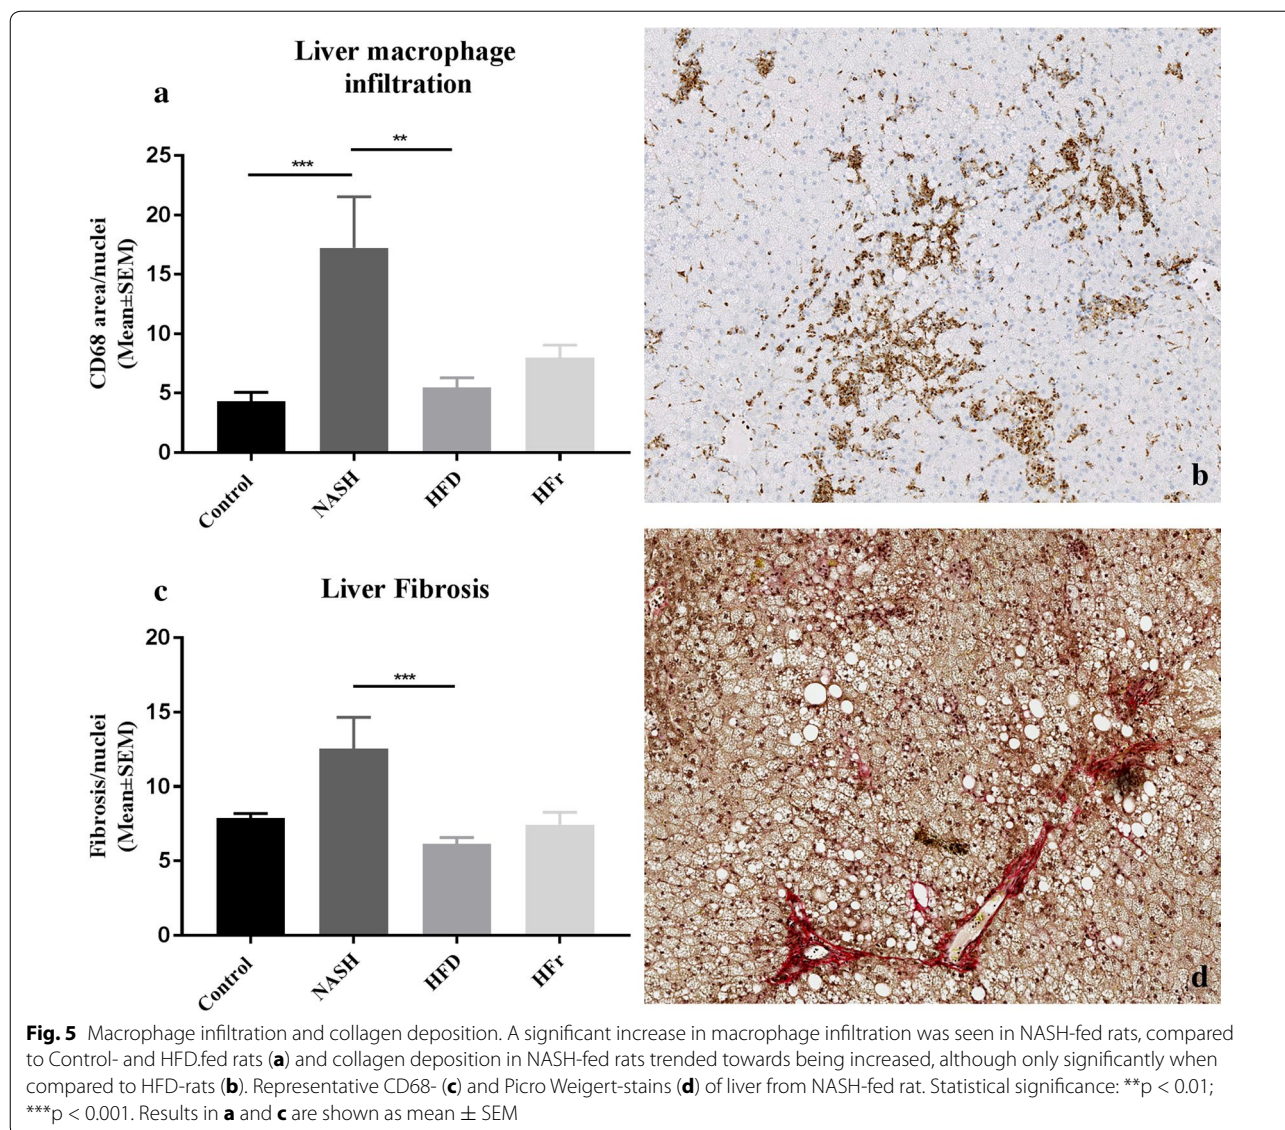 Liver macrophage
infiltration
a
CD68 area/nuclei
(Mean±SEM)
25
20
15
10
5
0
***
**
Control
NASH
HFD
HFr
b
Liver Fibrosis
c
Fibrosis/nuclei
(Mean±SEM)
20
15
10
5
0
***
Control
NASH
HFD
HFr
d
Fig. 5 Macrophage infiltration and collagen deposition. A significant increase in macrophage infiltration was seen in NASH-fed rats, compared
to Control- and HFD.fed rats (a) and collagen deposition in NASH-fed rats trended towards being increased, although only significantly when
compared to HFD-rats (b). Representative CD68- (c) and Picro Weigert-stains (d) of liver from NASH-fed rat. Statistical significance: **p < 0.01;
***p < 0.001. Results in a and c are shown as mean ± SEM